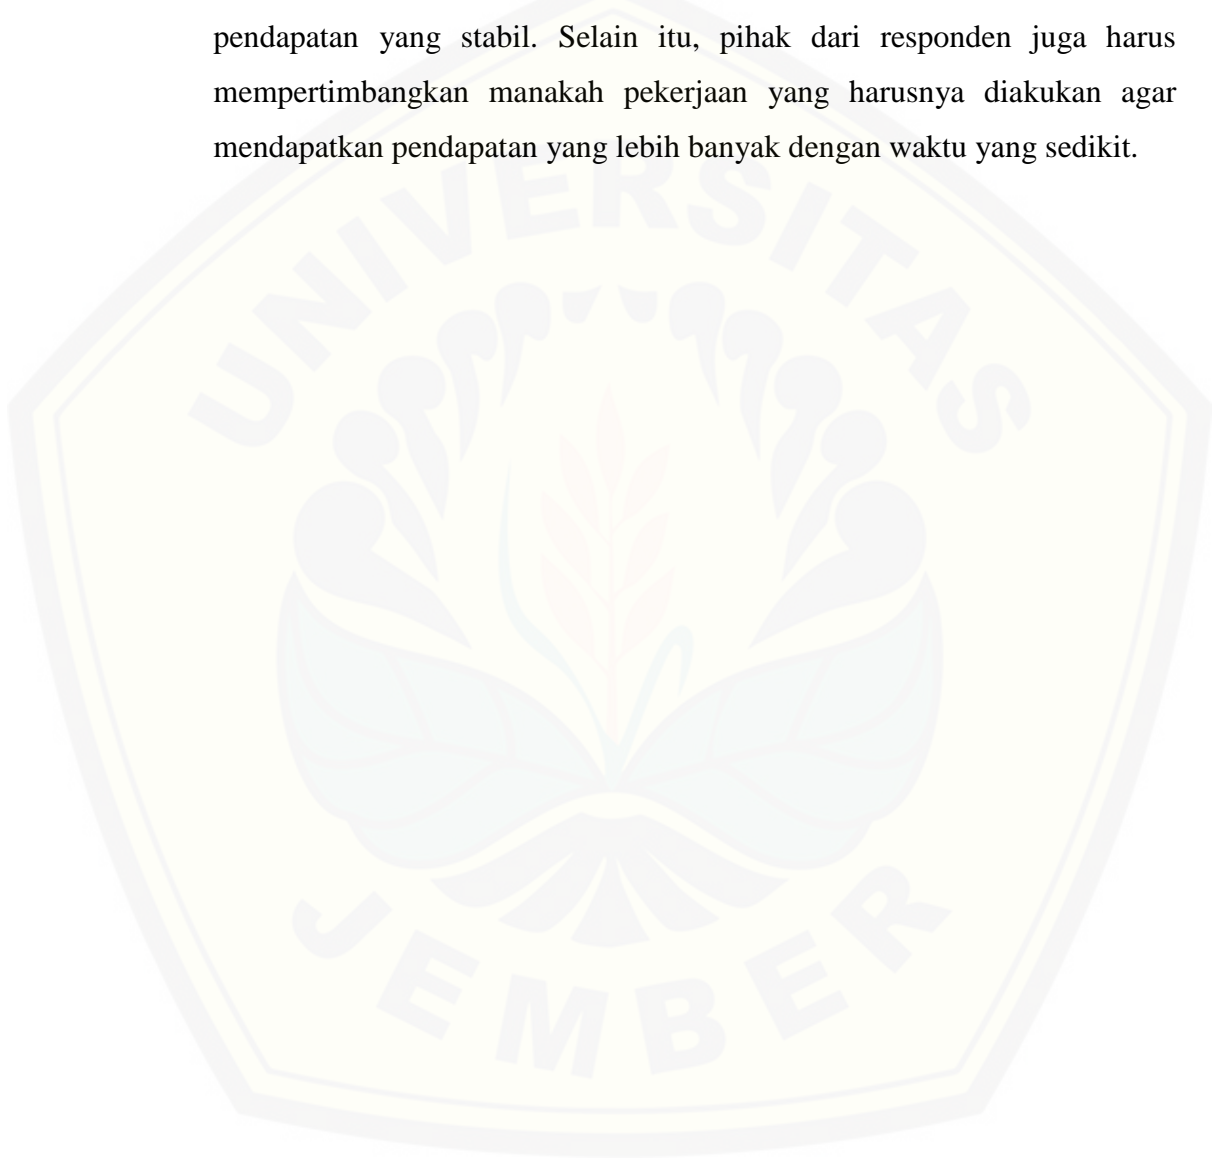 pendapatan yang stabil. Selain itu, pihak dari responden juga harus
mempertimbangkan manakah pekerjaan yang harusnya diakukan agar
mendapatkan pendapatan yang lebih banyak dengan waktu yang sedikit.
UNIVERSITAS
JEMBER